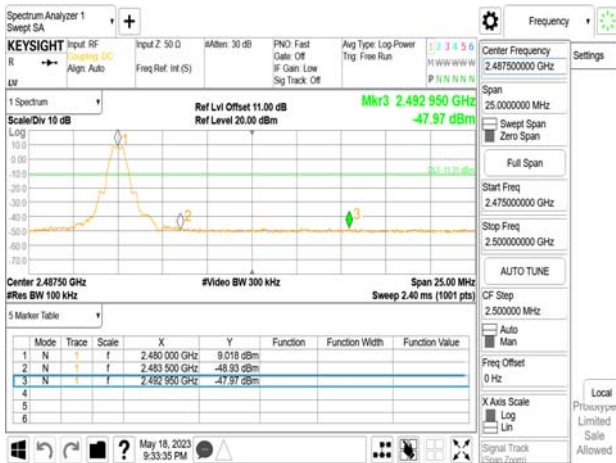 Spectrum Analyzer 1
Swept SA
Frequency
KEYSIGHT
Input: RF
Coupling: DC
Align: Auto
Input Z: 50 Ω
Freq Ref: Int (S)
#Atten: 30 dB
PNO: Fast
Gate: Off
IF Gain: Low
Sig Track: Off
Avg Type: Log-Power
Trig: Free Run
1 2 3 4 5 6
M W W W W W
P N N N N N
R
LXI
1 Spectrum
Scale/Div 10 dB
Ref Lvl Offset 11.00 dB
Ref Level 20.00 dBm
Mkr3 2.492 950 GHz
-47.97 dBm
Log
10.0
0.00
-10.0
-20.0
-30.0
-40.0
-50.0
-60.0
-70.0
1
2
3
Center 2.48750 GHz
#Res BW 100 kHz
#Video BW 300 kHz
Span 25.00 MHz
Sweep 2.40 ms (1001 pts)
5 Marker Table
Mode Trace Scale X Y Function Function Width Function Value
1 N 1 f 2.480 000 GHz 9.018 dBm
2 N 1 f 2.483 500 GHz -48.93 dBm
3 N 1 f 2.492 950 GHz -47.97 dBm
4
5
6
May 18, 2023
9:33:35 PM
Center Frequency
2.487500000 GHz
Settings
Span
25.0000000 MHz
Swept Span
Zero Span
Full Span
Start Freq
2.475000000 GHz
Stop Freq
2.500000000 GHz
AUTO TUNE
CF Step
2.500000 MHz
Auto
Man
Freq Offset
0 Hz
X Axis Scale
Log
Lin
Signal Track
(Span Zoom)
Local
Prototype
Limited
Sale
Allowed